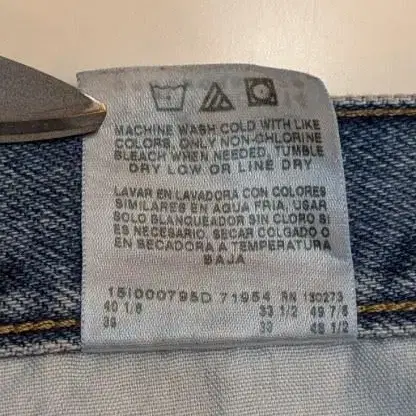 MACHINE WASH COLD WITH LIKE
COLORS, ONLY NON-CHLORINE
BLEACH WHEN NEEDED, TUMBLE
DRY LOW OR LINE DRY
LAVAR EN LAVADORA CON COLORES
SIMILARES EN AGUA FRIA, USAR
SOLO BLANQUEADOR SIN CLORO SI
ES NECESARIO, SECAR COLGADO O
EN SECADORA A TEMPERATURA
BAJA
151000795D 71954 RN 130273
40 1/8 33 1/2 49 7/8
39 33 48 1/2